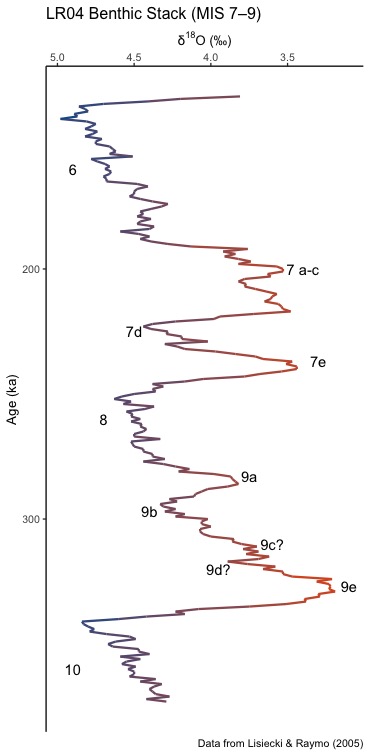 LR04 Benthic Stack (MIS 7–9)
δ¹⁸O (‰)
5.0 4.5 4.0 3.5
6
200
7 a-c
7d
7e
Age (ka)
8
9a
9b
300
9c?
9d?
9e
10
Data from Lisiecki & Raymo (2005)